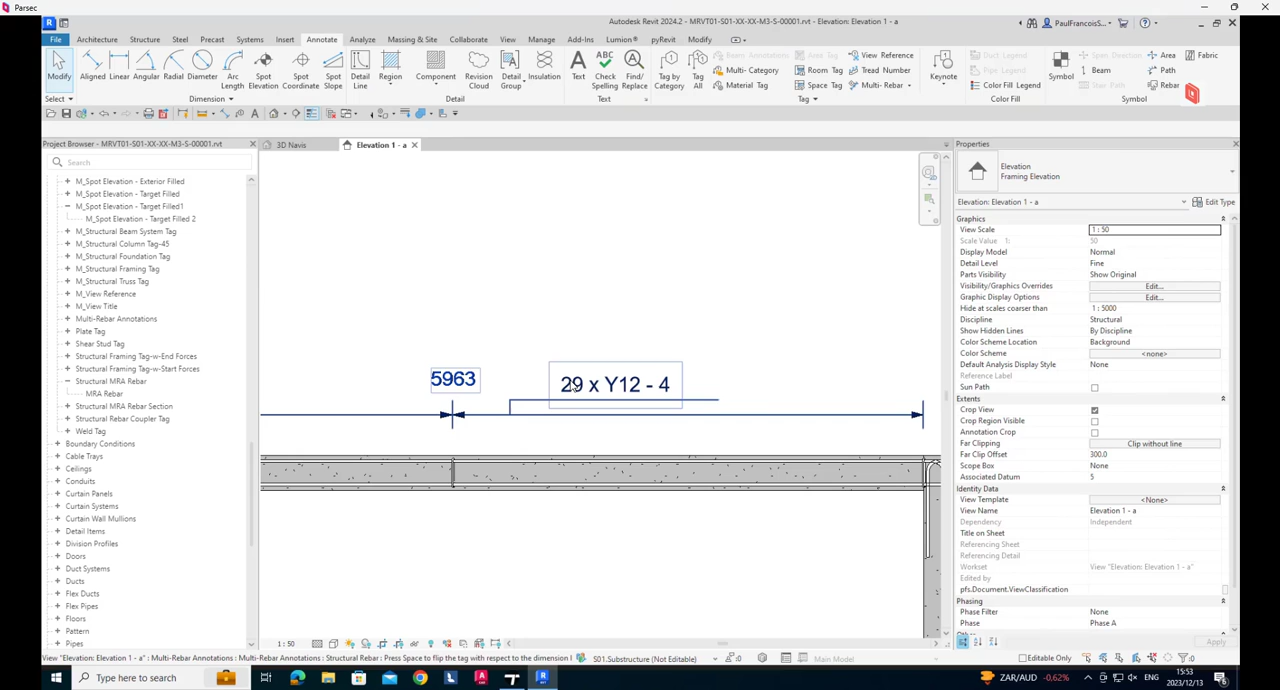 Parsec
Autodesk Revit 2024.2 - MRVT01-S01-XX-XX-M3-S-00001 - Elevation: Elevation 1 - a
PaulFrancoisS...
File Architecture Structure Steel Precast Systems Insert Annotate Analyze Massing & Site Collaborate View Manage Add-Ins Lumion® pyRevit Modify
Modify
Select
Aligned Linear Angular Radial Diameter Arc Length Spot Elevation Spot Coordinate Spot Slope
Dimension
Detail Line Region Component Revision Cloud Detail Group Insulation
Detail
Text Check Spelling Find/ Replace
Text
Tag by Category Tag All
Multi-Category
Material Tag
Area Tag
Room Tag
Space Tag
View Reference
Tread Number
Multi-Rebar
Tag
Keynote
Duct Legend
Pipe Legend
Color Fill Legend
Color Fill
Symbol
Span Direction
Beam
Stair Path
Area
Path
Rebar
Fabric
Symbol
Project Browser - MRVT01-S01-XX-XX-M3-S-00001.rvt
3D Navis
Elevation 1 - a
Search
M_Spot Elevation - Exterior Filled
M_Spot Elevation - Target Filled
M_Spot Elevation - Target Filled1
M_Spot Elevation - Target Filled 2
M_Structural Beam System Tag
M_Structural Column Tag-45
M_Structural Foundation Tag
M_Structural Framing Tag
M_Structural Truss Tag
M_View Reference
M_View Title
Multi-Rebar Annotations
Plate Tag
Shear Stud Tag
Structural Framing Tag-w-End Forces
Structural Framing Tag-w-Start Forces
Structural MRA Rebar
MRA Rebar
Structural MRA Rebar Section
Structural Rebar Coupler Tag
Weld Tag
Boundary Conditions
Cable Trays
Ceilings
Conduits
Curtain Panels
Curtain Systems
Curtain Wall Mullions
Detail Items
Division Profiles
Doors
Duct Systems
Ducts
Flex Ducts
Flex Pipes
Floors
Pattern
Pipes
5963
29 x Y12 - 4
Properties
Elevation
Framing Elevation
Elevation: Elevation 1 - a
Edit Type
Graphics
View Scale 1 : 50
Scale Value 1: 50
Display Model Normal
Detail Level Fine
Parts Visibility Show Original
Visibility/Graphics Overrides Edit...
Graphic Display Options Edit...
Hide at scales coarser than 1 : 5000
Discipline Structural
Show Hidden Lines By Discipline
Color Scheme Location Background
Color Scheme <none>
Default Analysis Display Style None
Reference Label
Sun Path
Extents
Crop View
Crop Region Visible
Annotation Crop
Far Clipping Clip without line
Far Clip Offset 300.0
Scope Box None
Associated Datum 5
Identity Data
View Template <None>
View Name Elevation 1 - a
Dependency Independent
Title on Sheet
Referencing Sheet
Referencing Detail
Workset View "Elevation: Elevation 1 - a"
Edited by
pfs.Document.ViewClassification
Phasing
Phase Filter None
Phase Phase A
Apply
1 : 50
View "Elevation: Elevation 1 - a" : Multi-Rebar Annotations : Multi-Rebar Annotations : Structural Rebar : Press Space to flip the tag with respect to the dimension l
S01.Substructure (Not Editable)
:0
Main Model
Editable Only
:0
Type here to search
ZAR/AUD -0,62%
ENG
15:53
2023/12/13